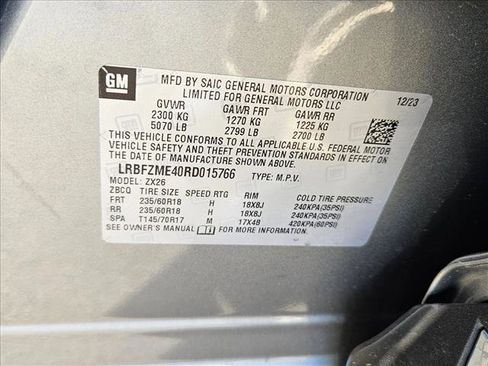 GM
MFD BY SAIC GENERAL MOTORS CORPORATION
LIMITED FOR GENERAL MOTORS LLC
12/23
GVWR GAWR FRT GAWR RR
2300 KG 1270 KG 1225 KG
5070 LB 2799 LB 2700 LB
THIS VEHICLE CONFORMS TO ALL APPLICABLE U.S. FEDERAL MOTOR
VEHICLE SAFETY, BUMPER, AND THEFT PREVENTION STANDARDS IN
EFFECT ON THE DATE OF MANUFACTURE SHOWN ABOVE.
LRBFZME40RD015766 TYPE: M.P.V.
MODEL: ZX26
ZBCQ TIRE SIZE SPEED RTG RIM COLD TIRE PRESSURE
FRT 235/60R18 H 18X8J 240KPA(35PSI)
RR 235/60R18 H 18X8J 240KPA(35PSI)
SPA T145/70R17 M 17X4B 420KPA(60PSI)
SEE OWNER'S MANUAL FOR MORE INFORMATION.